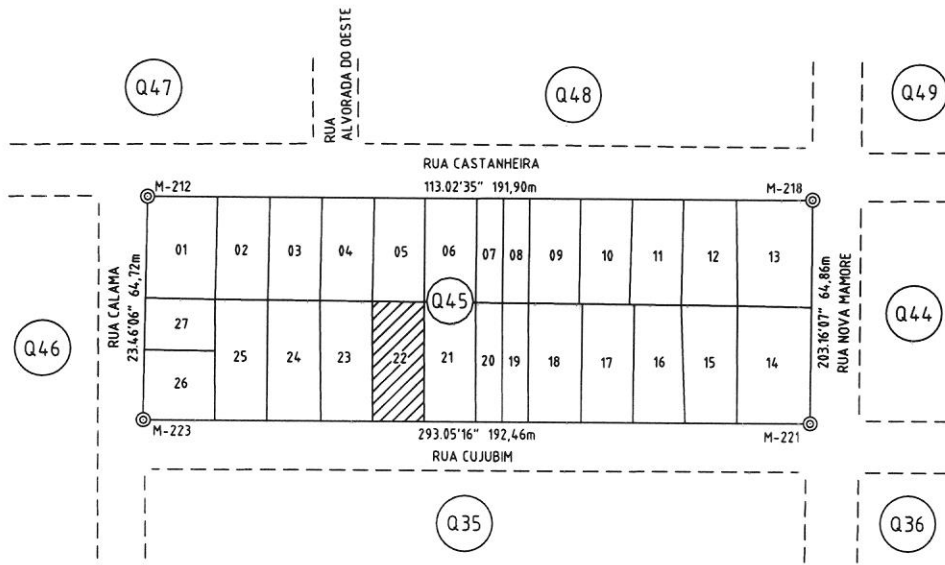 RUA
ALVORADA DO OESTE
Q47
Q48
Q49
RUA CASTANHEIRA
M-212
113.02'35" 191,90m
M-218
01 02 03 04 05 06 07 08 09 10 11 12 13
RUA CALAMA
23.46'06" 64,72m
Q45
203.16'07" 64,86m
RUA NOVA MAMORE
Q46
Q44
27
26
25 24 23 22 21 20 19 18 17 16 15 14
M-223
293.05'16" 192,46m
M-221
RUA CUJUBIM
Q35
Q36